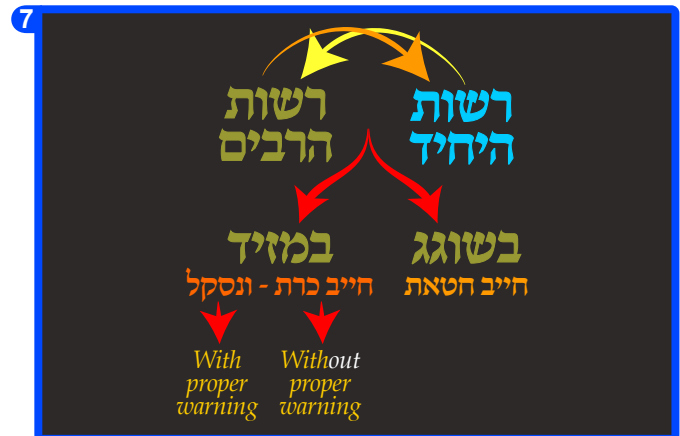 7
רשות
היחיד
רשות
הרבים
בשוגג
חייב חטאת
במזיד
חייב כרת - ונסקל
With
proper
warning
Without
proper
warning